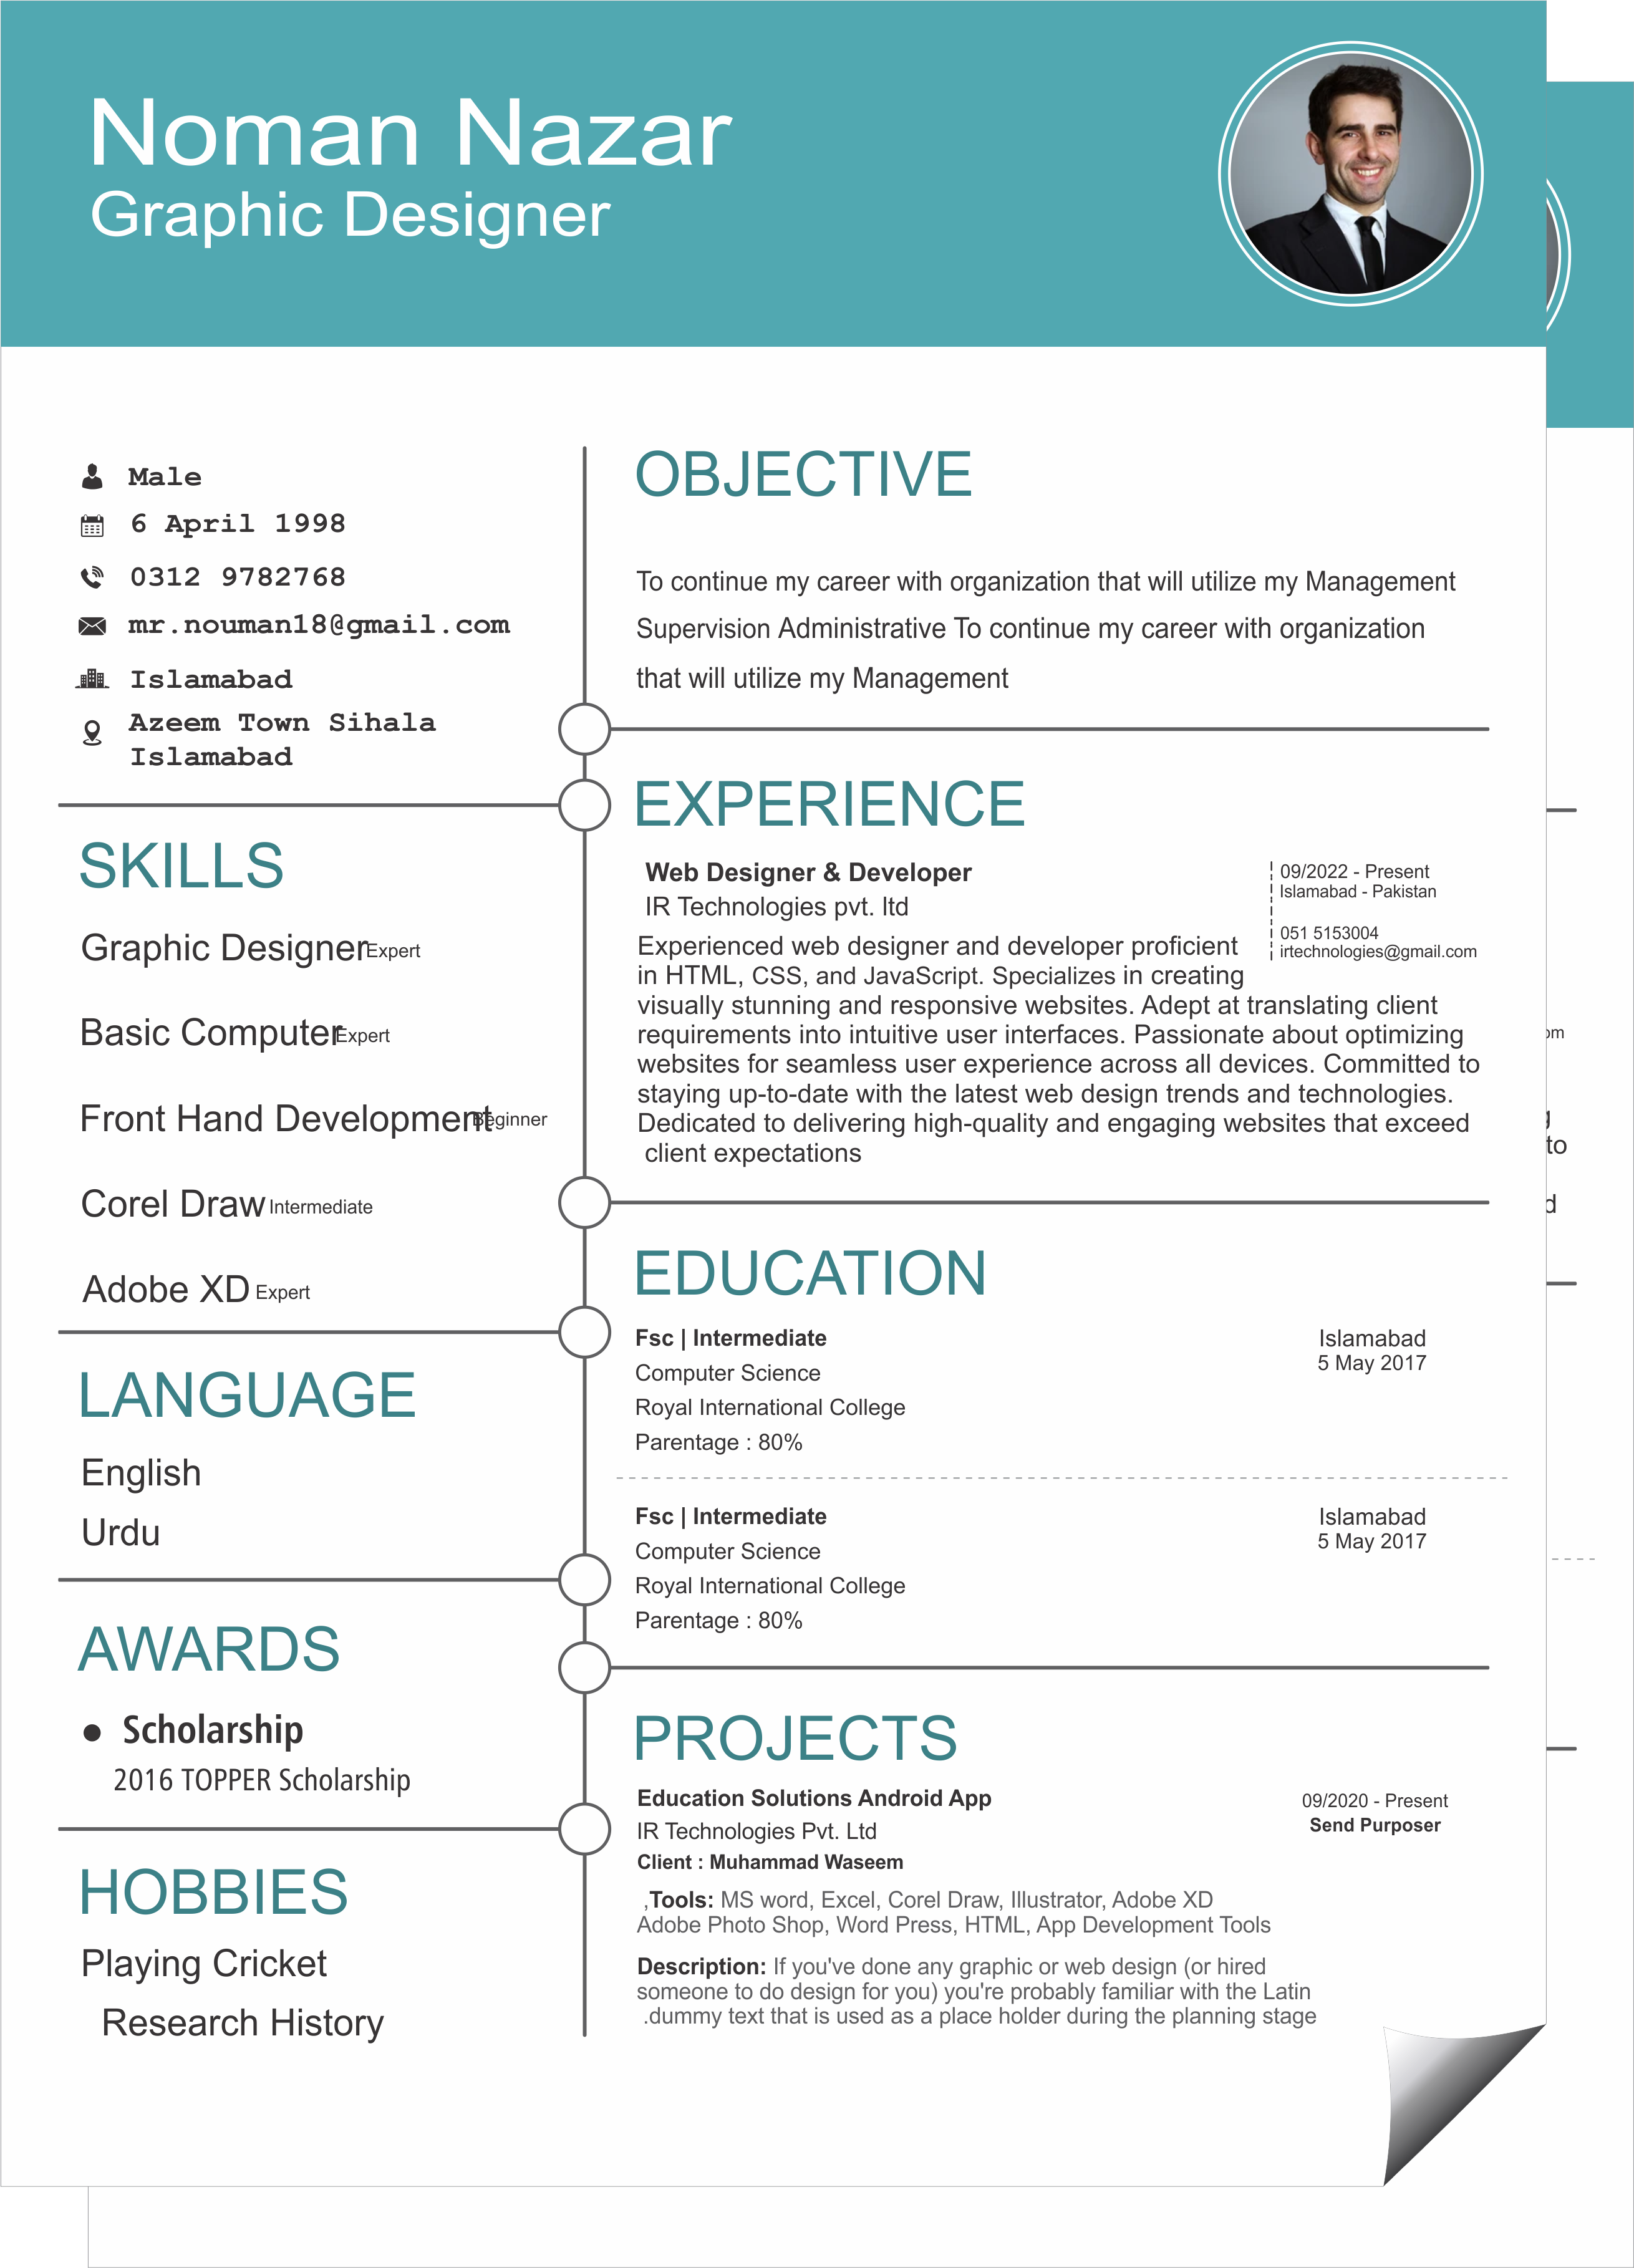 Noman Nazar
Graphic Designer
Male
6 April 1998
0312 9782768
mr.nouman18@gmail.com
Islamabad
Azeem Town Sihala
Islamabad
SKILLS
Graphic Designer Expert
Basic Computer Expert
Front Hand Development Beginner
Corel Draw Intermediate
Adobe XD Expert
LANGUAGE
English
Urdu
AWARDS
● Scholarship
2016 TOPPER Scholarship
HOBBIES
Playing Cricket
Research History
OBJECTIVE
To continue my career with organization that will utilize my Management
Supervision Administrative To continue my career with organization
that will utilize my Management
EXPERIENCE
Web Designer & Developer
IR Technologies pvt. ltd
09/2022 - Present
Islamabad - Pakistan
051 5153004
irtechnologies@gmail.com
Experienced web designer and developer proficient
in HTML, CSS, and JavaScript. Specializes in creating
visually stunning and responsive websites. Adept at translating client
requirements into intuitive user interfaces. Passionate about optimizing
websites for seamless user experience across all devices. Committed to
staying up-to-date with the latest web design trends and technologies.
Dedicated to delivering high-quality and engaging websites that exceed
client expectations
EDUCATION
Fsc | Intermediate
Computer Science
Royal International College
Parentage : 80%
Islamabad
5 May 2017
Fsc | Intermediate
Computer Science
Royal International College
Parentage : 80%
Islamabad
5 May 2017
PROJECTS
Education Solutions Android App
IR Technologies Pvt. Ltd
Client : Muhammad Waseem
09/2020 - Present
Send Purposer
,Tools: MS word, Excel, Corel Draw, Illustrator, Adobe XD
Adobe Photo Shop, Word Press, HTML, App Development Tools
Description: If you've done any graphic or web design (or hired
someone to do design for you) you're probably familiar with the Latin
.dummy text that is used as a place holder during the planning stage
om
g
to
d